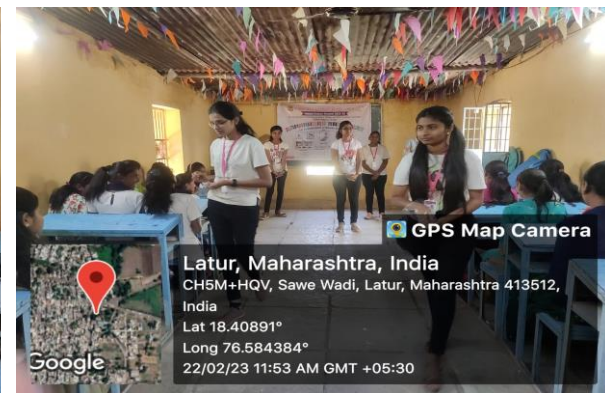 GPS Map Camera
Latur, Maharashtra, India
CH5M+HQV, Sawe Wadi, Latur, Maharashtra 413512,
India
Lat 18.40891°
Long 76.584384°
22/02/23 11:53 AM GMT +05:30
Google